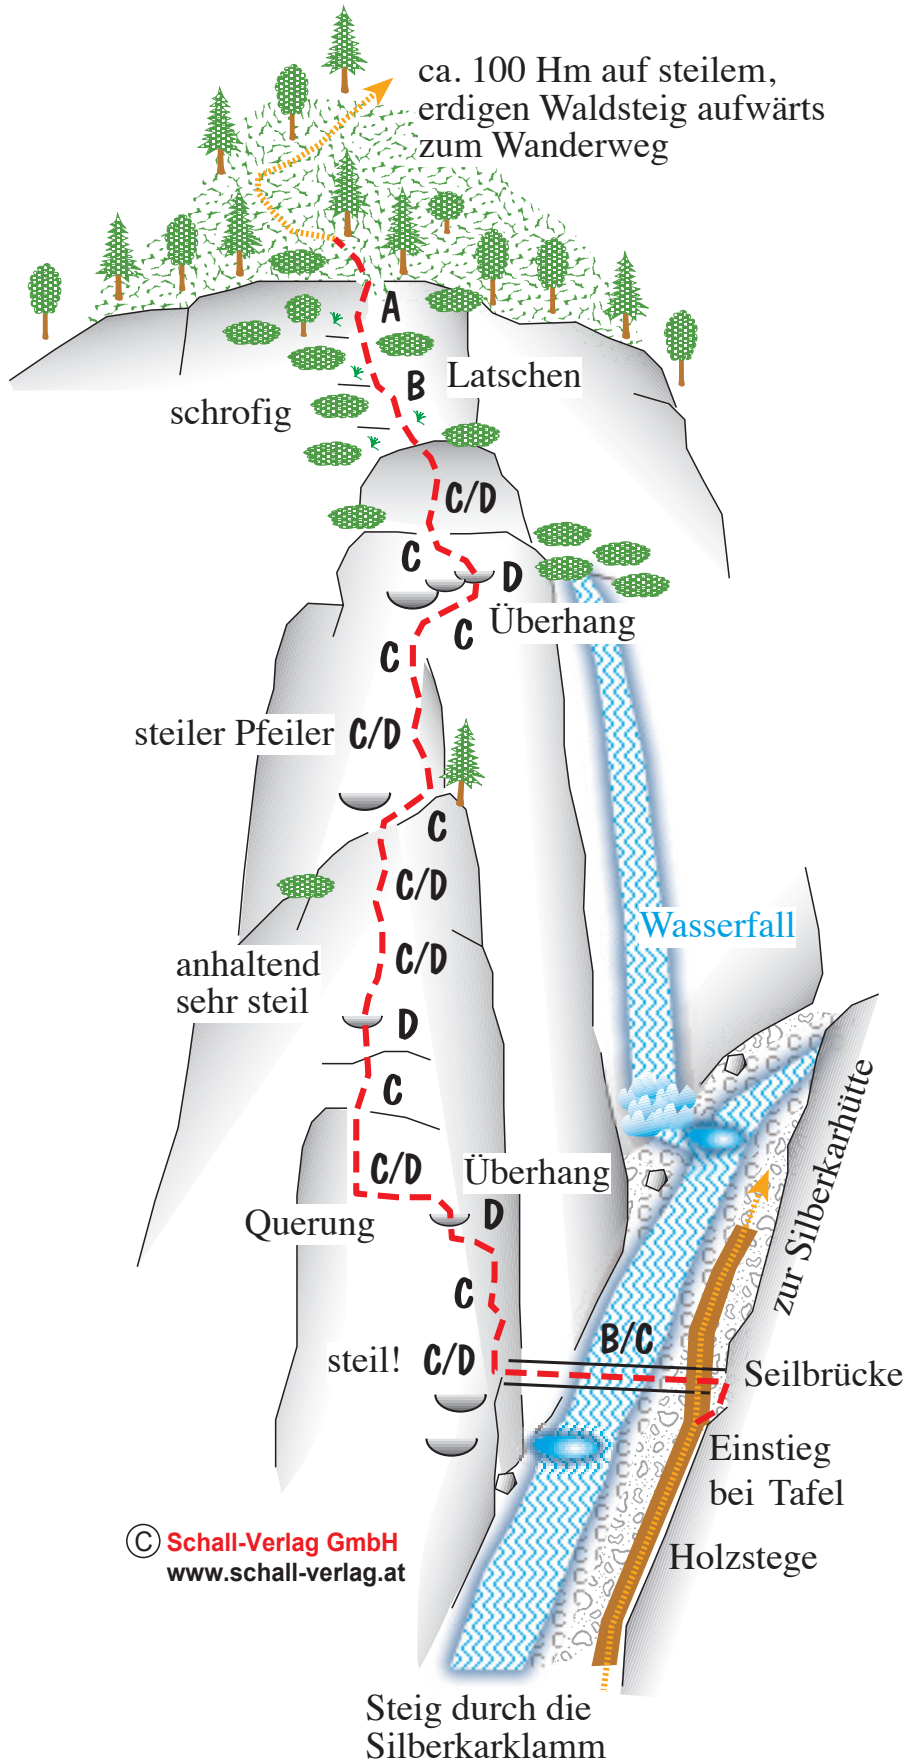 ca. 100 Hm auf steilem,
erdigen Waldsteig aufwärts
zum Wanderweg
A
B
Latschen
schrofig
C/D
C
D
Überhang
C
C
steiler Pfeiler
C/D
C
C/D
Wasserfall
C/D
anhaltend
sehr steil
D
C
C/D
Überhang
D
Querung
zur Silberkarhütte
C
B/C
steil!
C/D
Seilbrücke
Einstieg
bei Tafel
Holzstege
© Schall-Verlag GmbH
www.schall-verlag.at
Steig durch die
Silberkarklamm